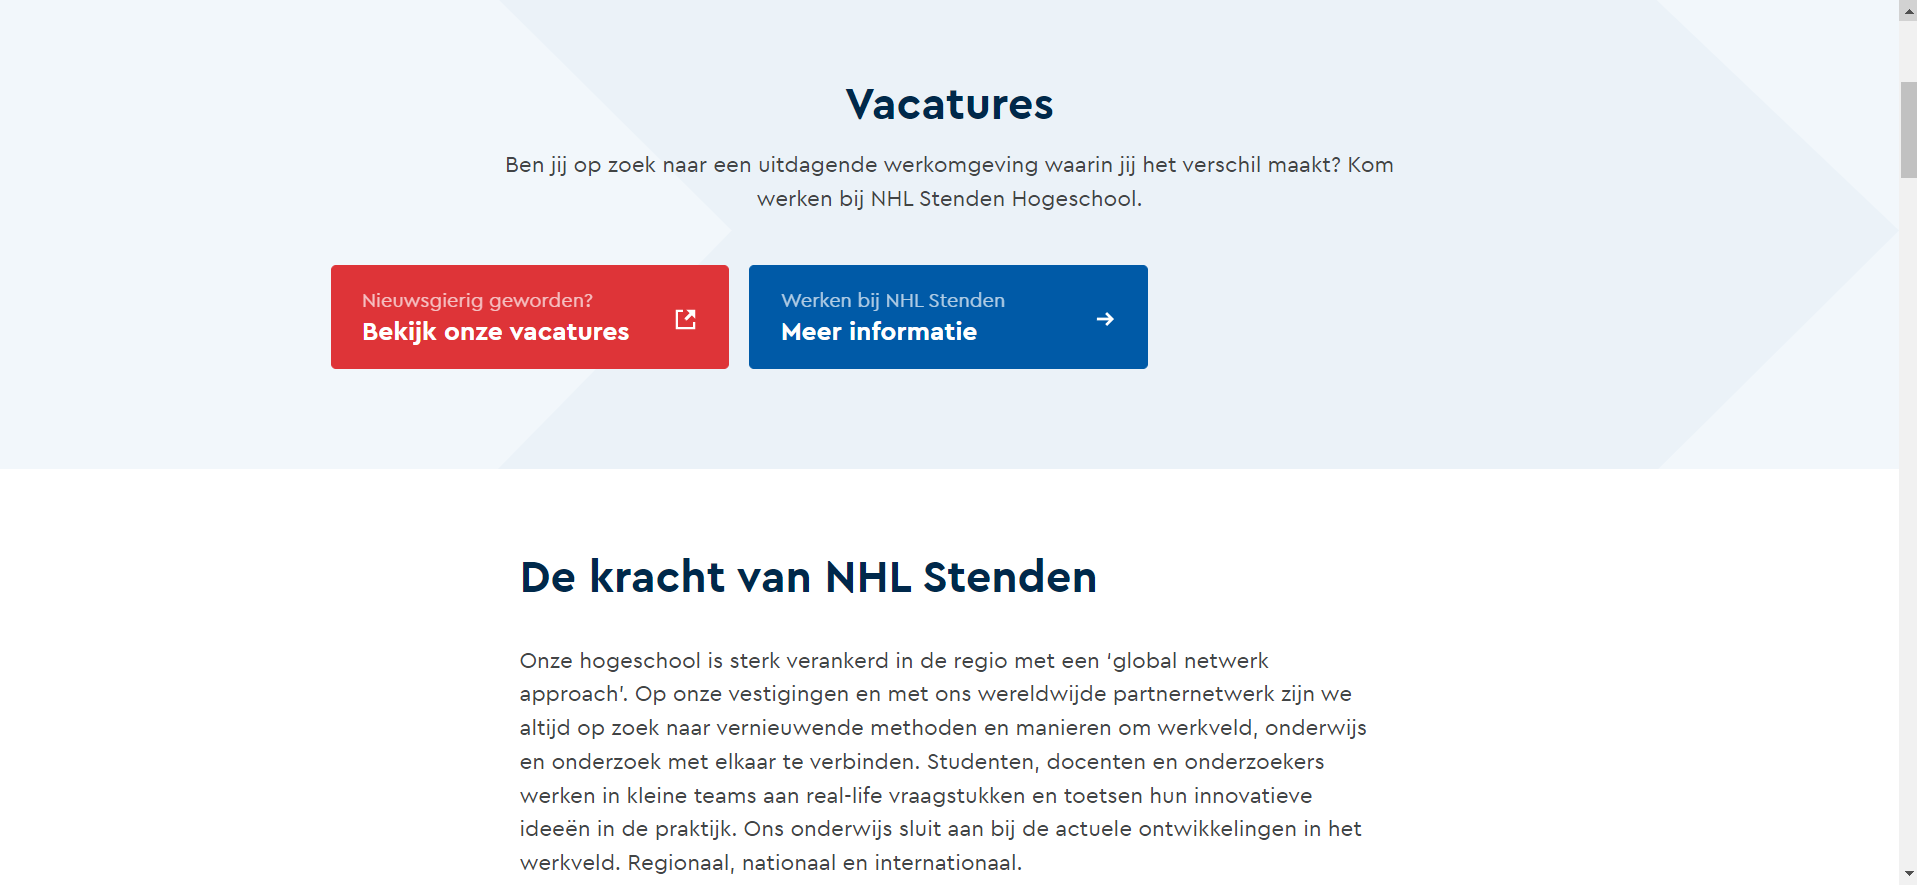 Vacatures
Ben jij op zoek naar een uitdagende werkomgeving waarin jij het verschil maakt? Kom
werken bij NHL Stenden Hogeschool.
Nieuwsgierig geworden?
Bekijk onze vacatures
Werken bij NHL Stenden
Meer informatie
De kracht van NHL Stenden
Onze hogeschool is sterk verankerd in de regio met een ‘global netwerk
approach’. Op onze vestigingen en met ons wereldwijde partnernetwerk zijn we
altijd op zoek naar vernieuwende methoden en manieren om werkveld, onderwijs
en onderzoek met elkaar te verbinden. Studenten, docenten en onderzoekers
werken in kleine teams aan real-life vraagstukken en toetsen hun innovatieve
ideeën in de praktijk. Ons onderwijs sluit aan bij de actuele ontwikkelingen in het
werkveld. Regionaal, nationaal en internationaal.